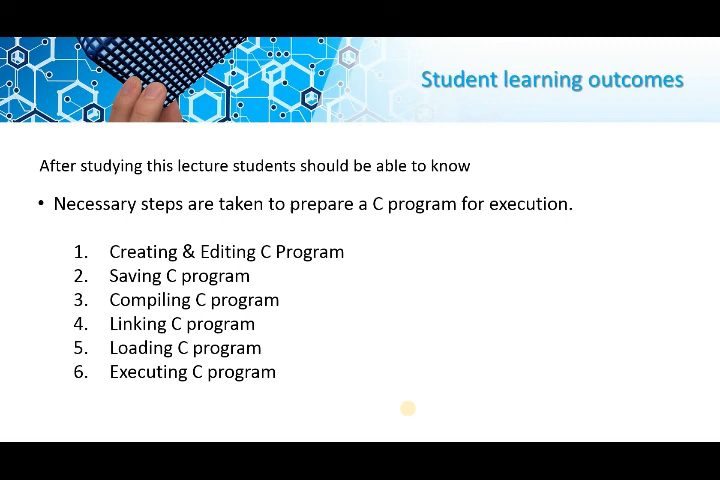 Student learning outcomes
After studying this lecture students should be able to know
• Necessary steps are taken to prepare a C program for execution.
1. Creating & Editing C Program
2. Saving C program
3. Compiling C program
4. Linking C program
5. Loading C program
6. Executing C program